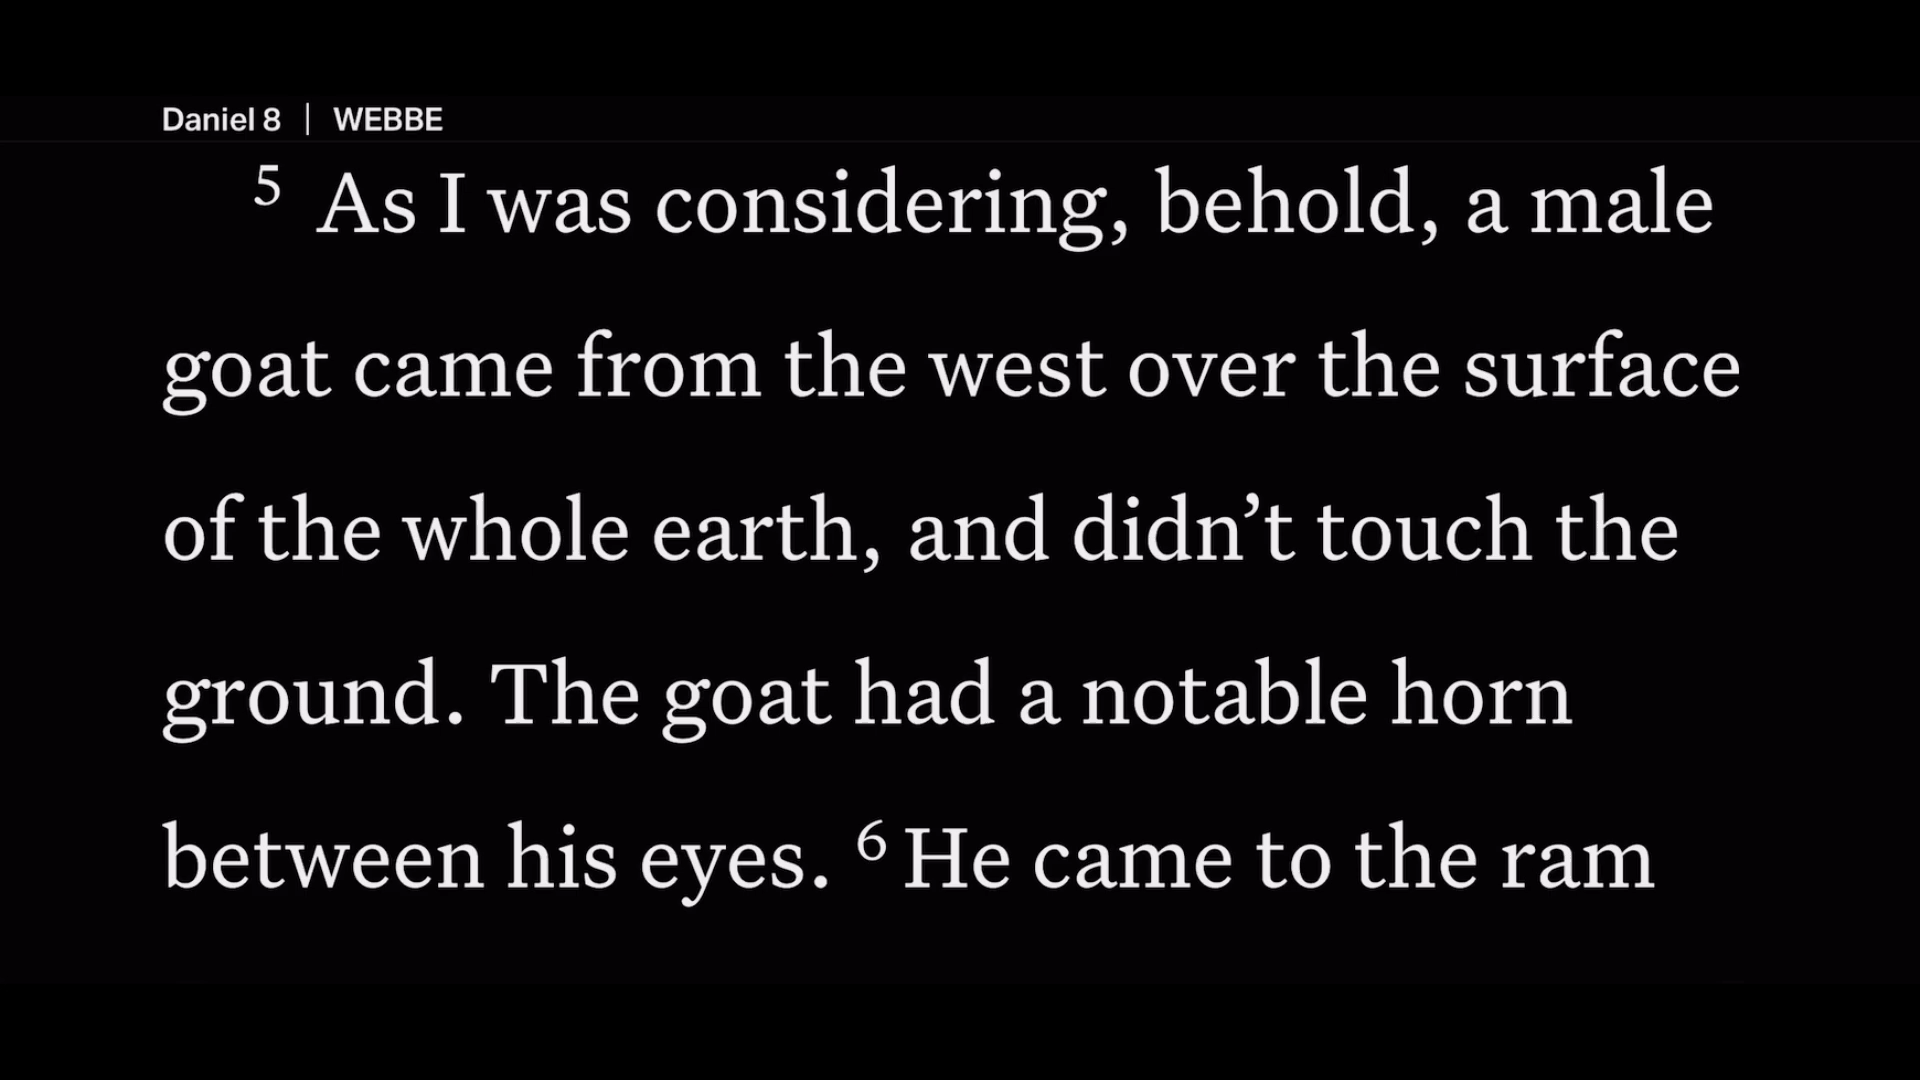 Daniel 8 | WEBBE
5 As I was considering, behold, a male
goat came from the west over the surface
of the whole earth, and didn’t touch the
ground. The goat had a notable horn
between his eyes. 6 He came to the ram